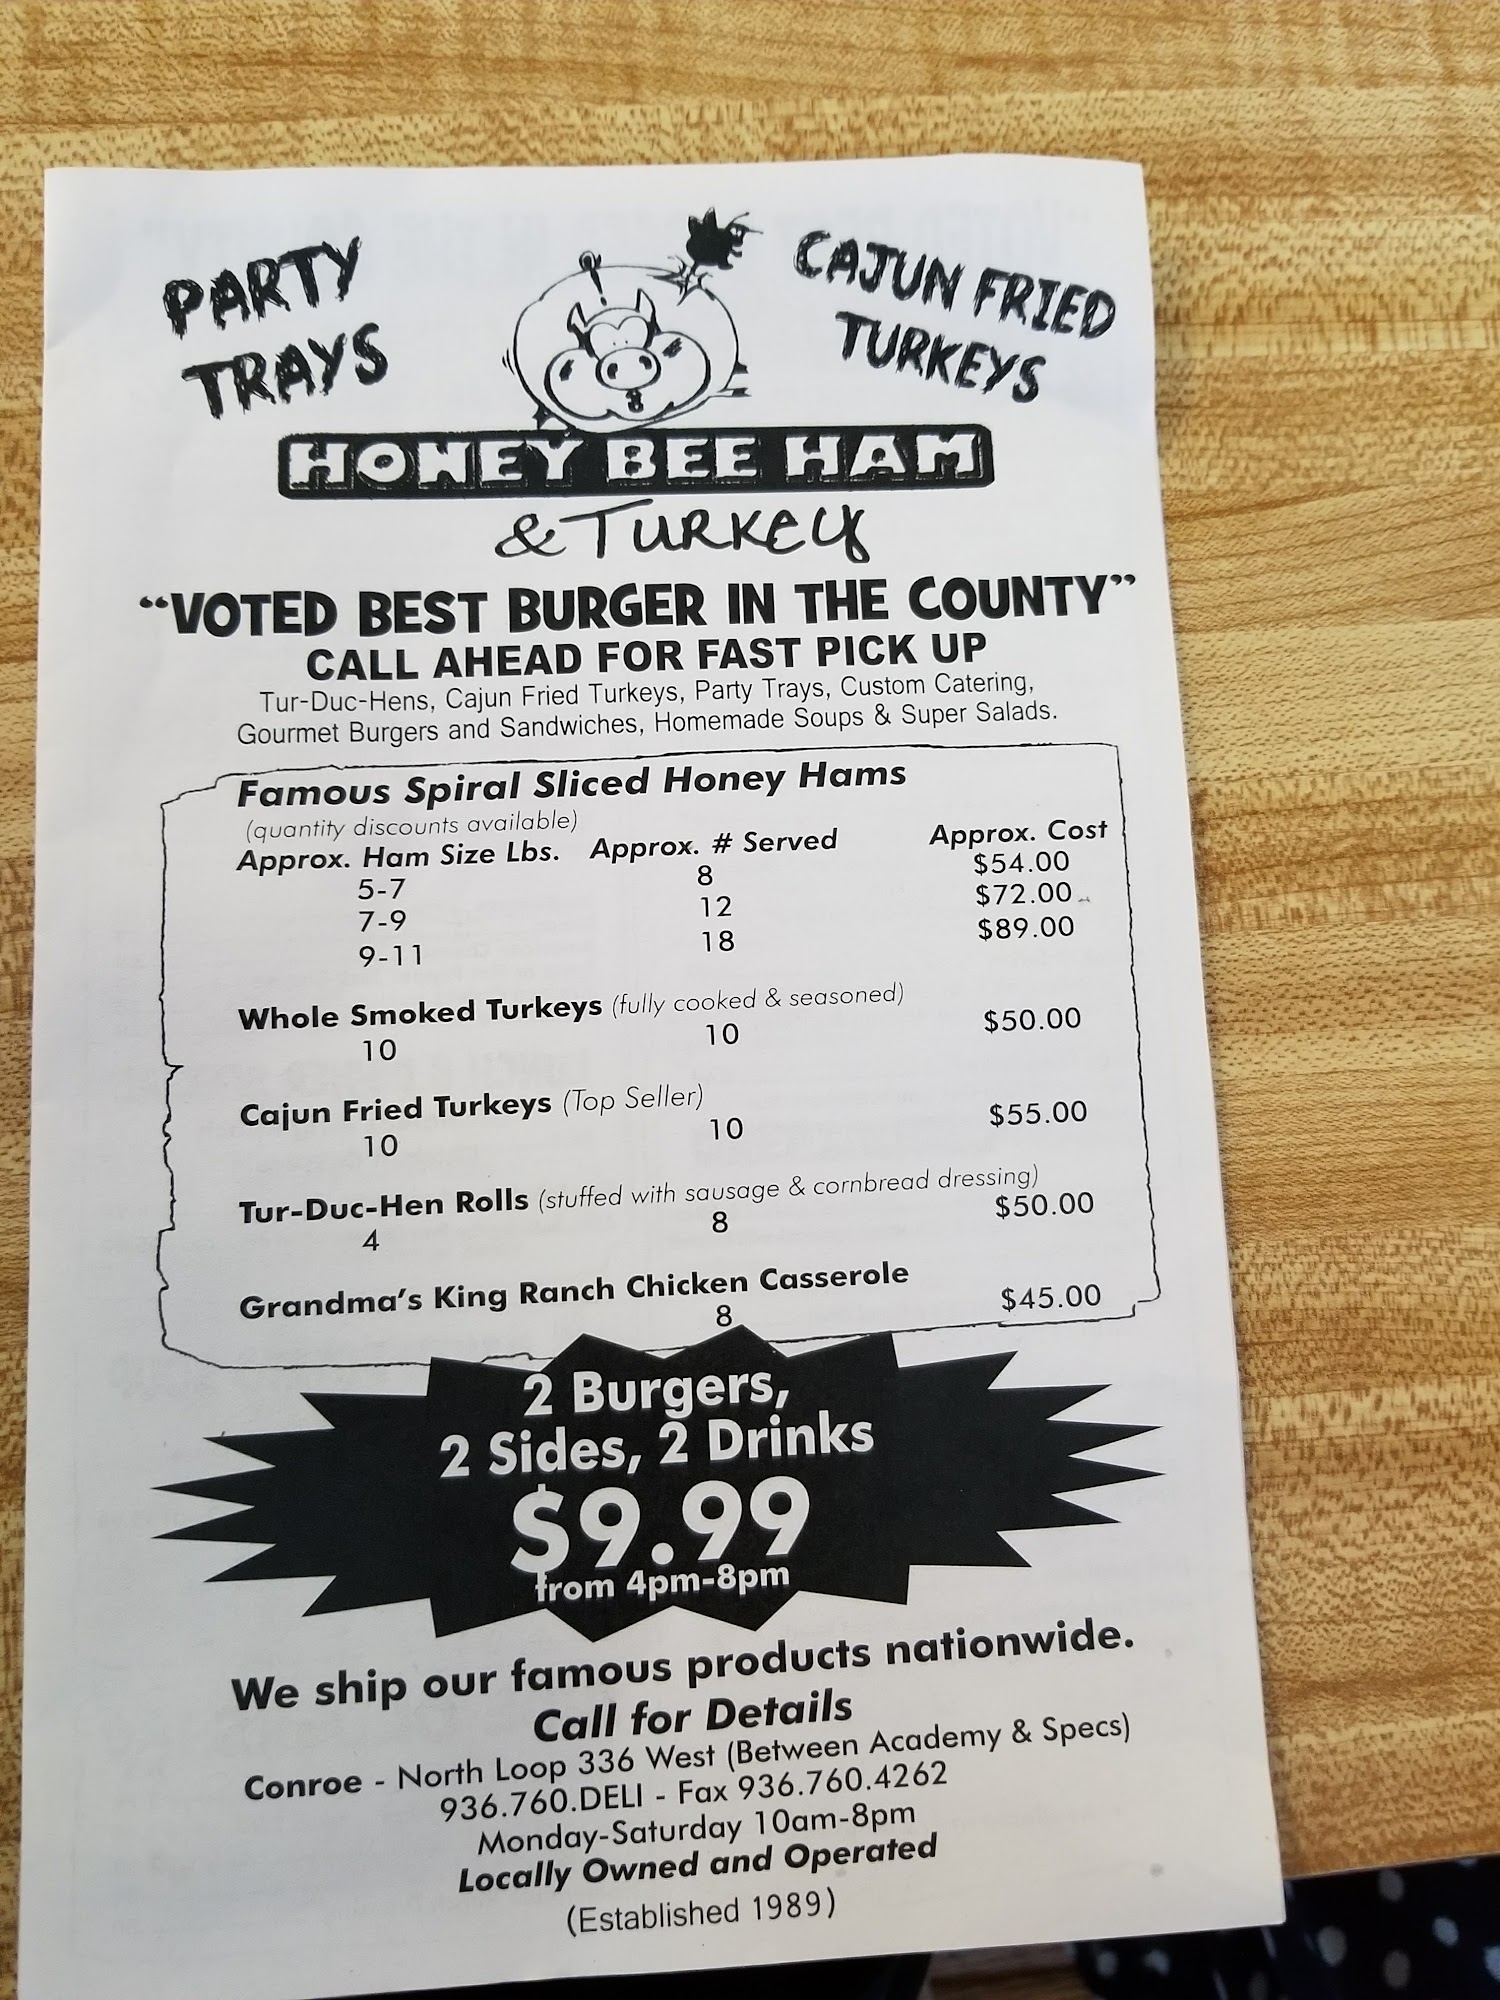 PARTY
TRAYS
CAJUN FRIED
TURKEYS
HONEY BEE HAM
& TURKEY
“VOTED BEST BURGER IN THE COUNTY”
CALL AHEAD FOR FAST PICK UP
Tur-Duc-Hens, Cajun Fried Turkeys, Party Trays, Custom Catering,
Gourmet Burgers and Sandwiches, Homemade Soups & Super Salads.
Famous Spiral Sliced Honey Hams
(quantity discounts available)
Approx. Ham Size Lbs. Approx. # Served Approx. Cost
5-7 8 $54.00
7-9 12 $72.00
9-11 18 $89.00
Whole Smoked Turkeys (fully cooked & seasoned)
10 10 $50.00
Cajun Fried Turkeys (Top Seller)
10 10 $55.00
Tur-Duc-Hen Rolls (stuffed with sausage & cornbread dressing)
4 8 $50.00
Grandma’s King Ranch Chicken Casserole
8 $45.00
2 Burgers,
2 Sides, 2 Drinks
$9.99
from 4pm-8pm
We ship our famous products nationwide.
Call for Details
Conroe - North Loop 336 West (Between Academy & Specs)
936.760.DELI - Fax 936.760.4262
Monday-Saturday 10am-8pm
Locally Owned and Operated
(Established 1989)